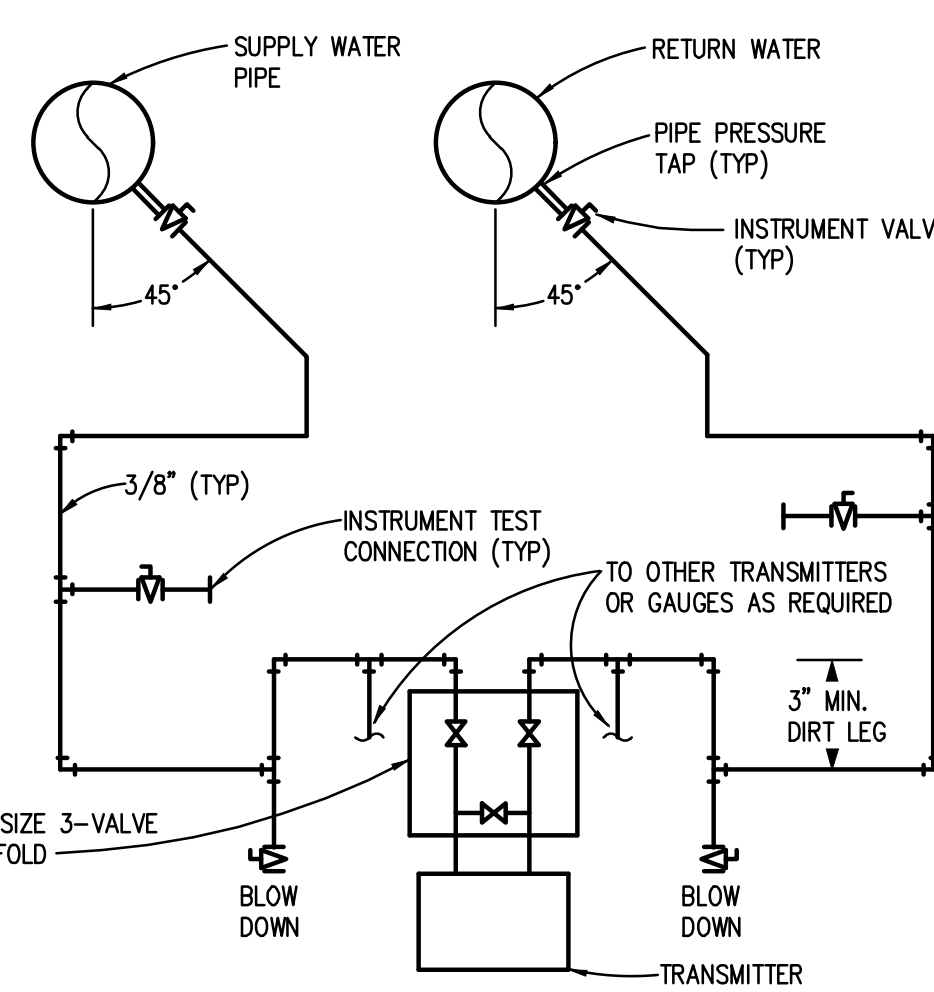 SUPPLY WATER
PIPE
RETURN WATER
PIPE PRESSURE
TAP (TYP)
INSTRUMENT VALV
(TYP)
45°
45°
3/8" (TYP)
INSTRUMENT TEST
CONNECTION (TYP)
TO OTHER TRANSMITTERS
OR GAUGES AS REQUIRED
3" MIN.
DIRT LEG
SIZE 3-VALVE
FOLD
BLOW
DOWN
BLOW
DOWN
TRANSMITTER